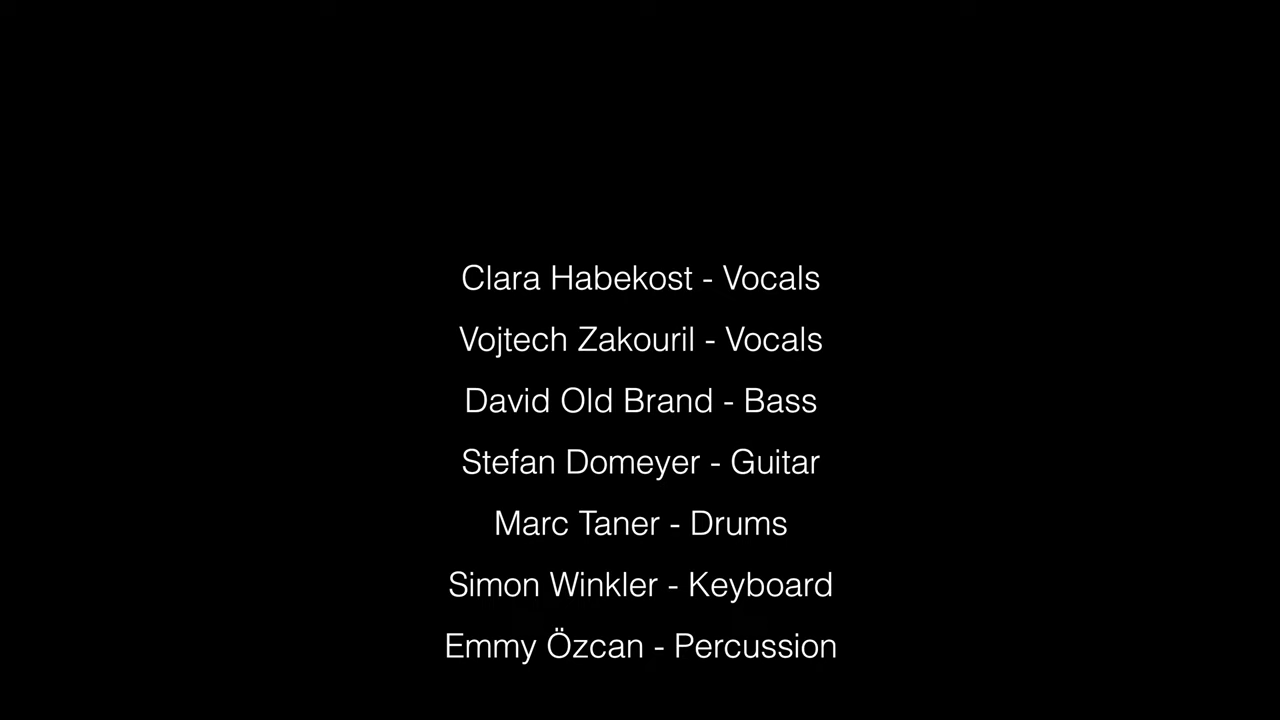 Clara Habekost - Vocals
Vojtech Zakouril - Vocals
David Old Brand - Bass
Stefan Domeyer - Guitar
Marc Taner - Drums
Simon Winkler - Keyboard
Emmy Özcan - Percussion